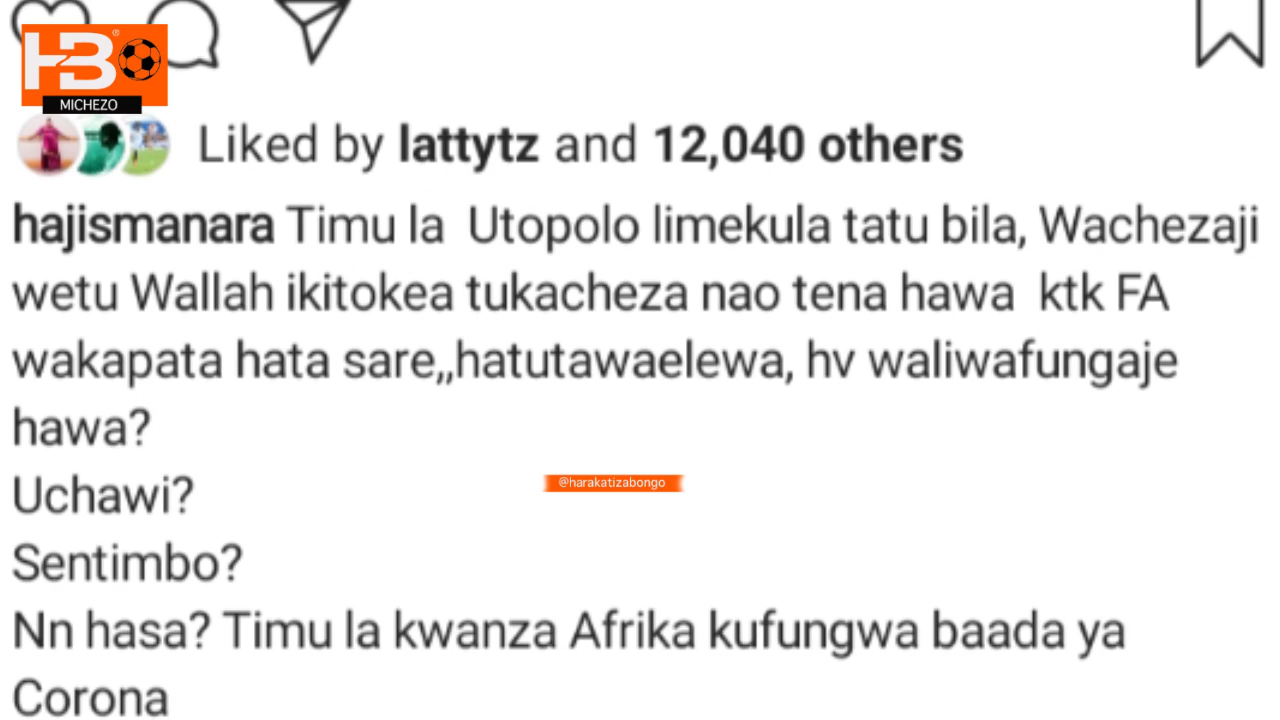 HB
MICHEZO
Liked by lattytz and 12,040 others
hajismanara Timu la Utopolo limekula tatu bila, Wachezaji
wetu Wallah ikitokea tukacheza nao tena hawa ktk FA
wakapata hata sare,,hatutawaelewa, hv waliwafungaje
hawa?
Uchawi?
@harakatizabongo
Sentimbo?
Nn hasa? Timu la kwanza Afrika kufungwa baada ya
Corona